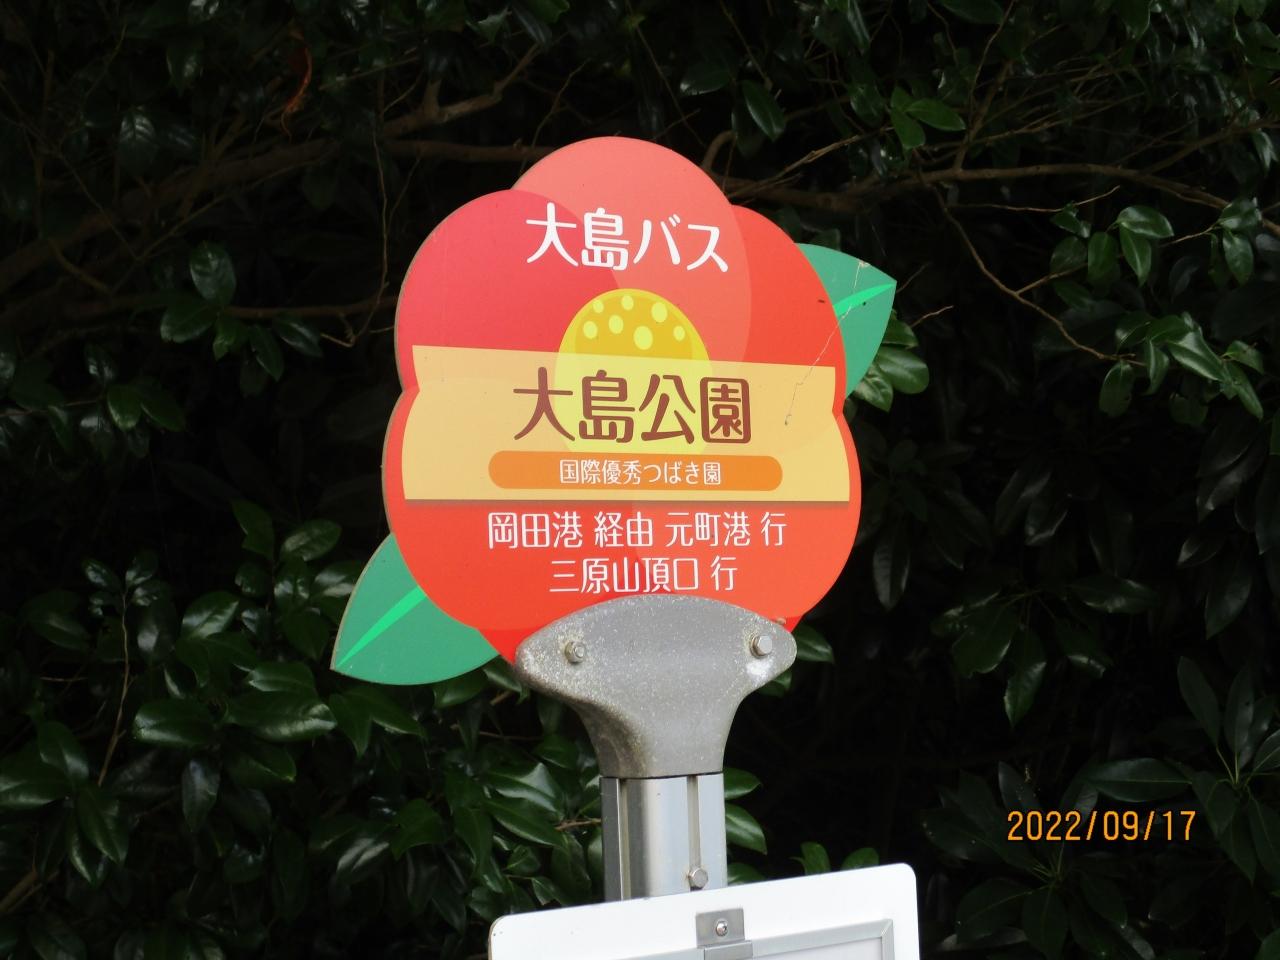 大島バス
大島公園
国際優秀つばき園
岡田港 経由 元町港 行
三原山頂口 行
2022/09/17